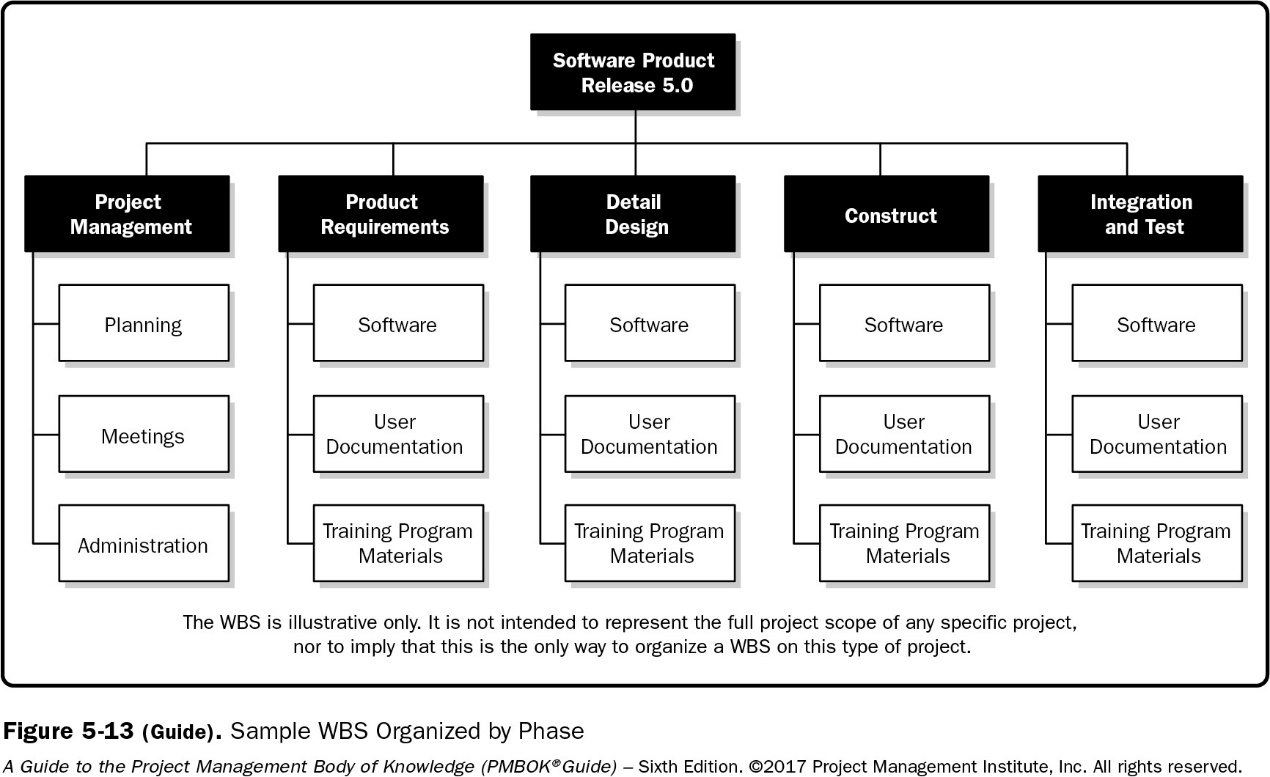 Software Product
Release 5.0
Project
Management
Product
Requirements
Detail
Design
Construct
Integration
and Test
Planning
Software
Software
Software
Software
Meetings
User
Documentation
User
Documentation
User
Documentation
User
Documentation
Administration
Training Program
Materials
Training Program
Materials
Training Program
Materials
Training Program
Materials
The WBS is illustrative only. It is not intended to represent the full project scope of any specific project,
nor to imply that this is the only way to organize a WBS on this type of project.
Figure 5-13 (Guide). Sample WBS Organized by Phase
A Guide to the Project Management Body of Knowledge (PMBOK®Guide) – Sixth Edition. ©2017 Project Management Institute, Inc. All rights reserved.